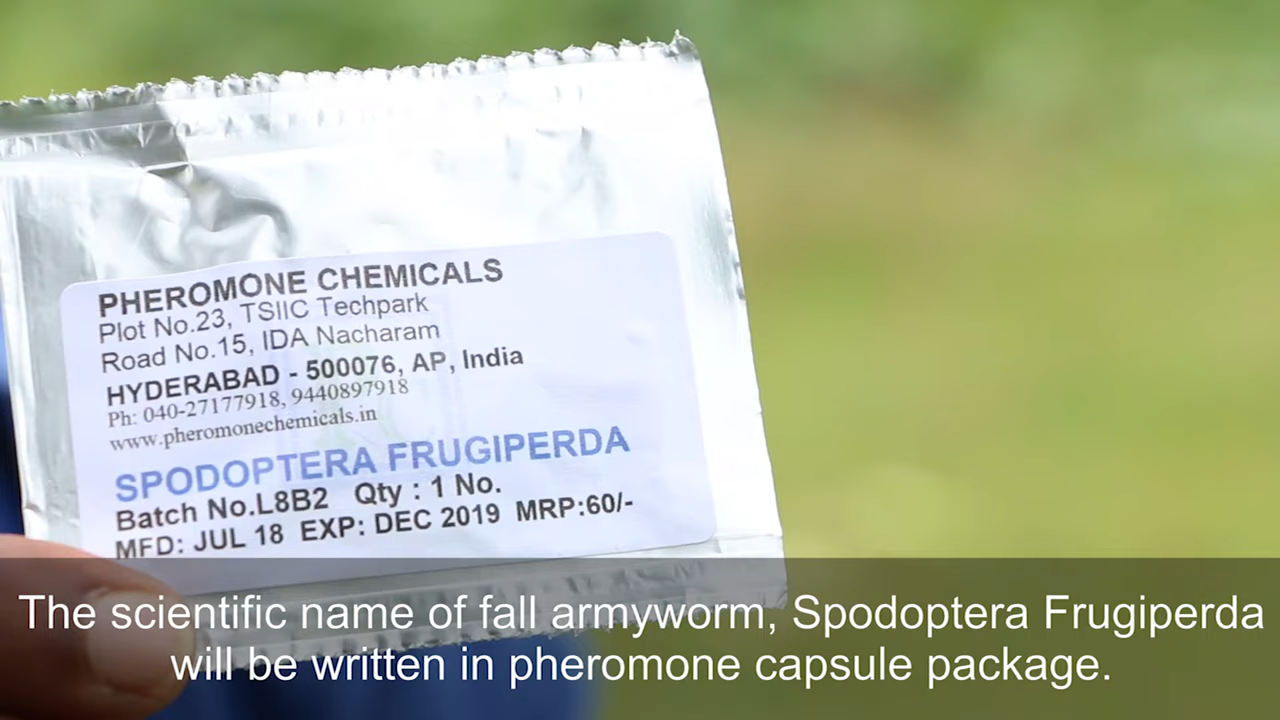 PHEROMONE CHEMICALS
Plot No.23, TSIIC Techpark
Road No.15, IDA Nacharam
HYDERABAD - 500076, AP, India
Ph: 040-27177918, 9440897918
www.pheromonechemicals.in
SPODOPTERA FRUGIPERDA
Batch No.L8B2 Qty : 1 No.
MFD: JUL 18 EXP: DEC 2019 MRP:60/-
The scientific name of fall armyworm, Spodoptera Frugiperda
will be written in pheromone capsule package.